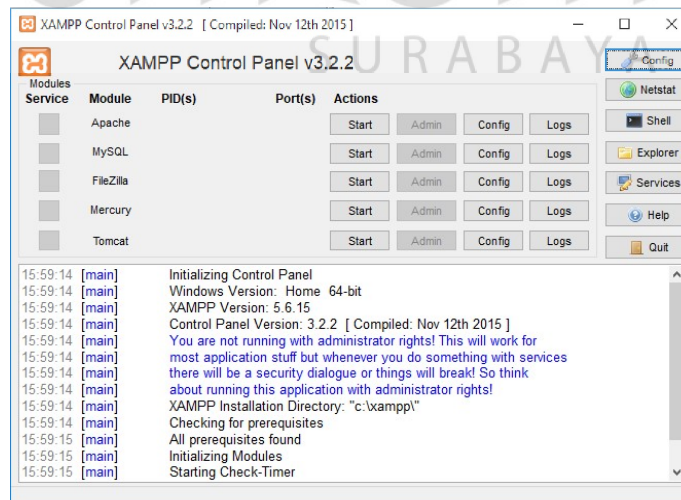 SURABAYA
XAMPP Control Panel v3.2.2 [ Compiled: Nov 12th 2015 ]
XAMPP Control Panel v3.2.2
Config
Modules
Service Module PID(s) Port(s) Actions
Netstat
Apache Start Admin Config Logs
Shell
MySQL Start Admin Config Logs
Explorer
FileZilla Start Admin Config Logs
Services
Mercury Start Admin Config Logs
Help
Tomcat Start Admin Config Logs
Quit
15:59:14 [main] Initializing Control Panel
15:59:14 [main] Windows Version: Home 64-bit
15:59:14 [main] XAMPP Version: 5.6.15
15:59:14 [main] Control Panel Version: 3.2.2 [ Compiled: Nov 12th 2015 ]
15:59:14 [main] You are not running with administrator rights! This will work for
15:59:14 [main] most application stuff but whenever you do something with services
15:59:14 [main] there will be a security dialogue or things will break! So think
15:59:14 [main] about running this application with administrator rights!
15:59:14 [main] XAMPP Installation Directory: "c:\xampp\"
15:59:14 [main] Checking for prerequisites
15:59:15 [main] All prerequisites found
15:59:15 [main] Initializing Modules
15:59:15 [main] Starting Check-Timer